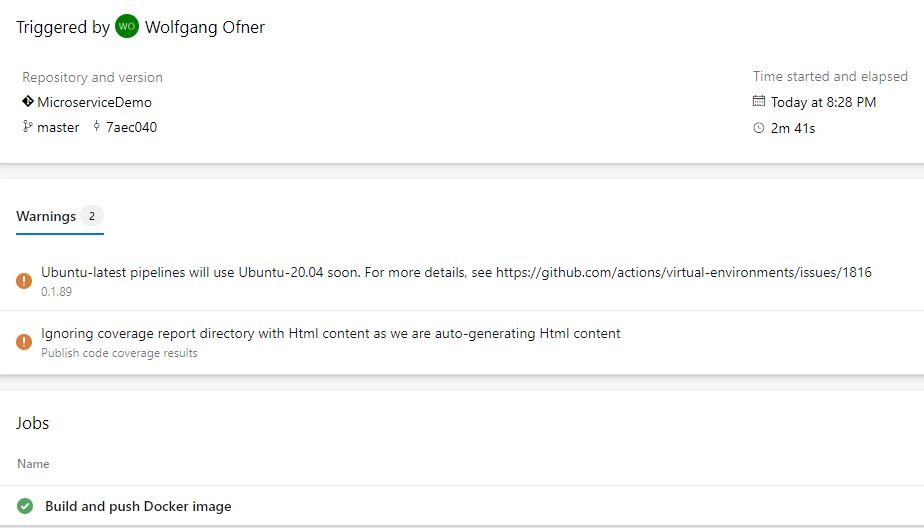 Triggered by WO Wolfgang Ofner
Repository and version
MicroserviceDemo
master 7aec040
Time started and elapsed
Today at 8:28 PM
2m 41s
Warnings 2
Ubuntu-latest pipelines will use Ubuntu-20.04 soon. For more details, see https://github.com/actions/virtual-environments/issues/1816
0.1.89
Ignoring coverage report directory with Html content as we are auto-generating Html content
Publish code coverage results
Jobs
Name
Build and push Docker image